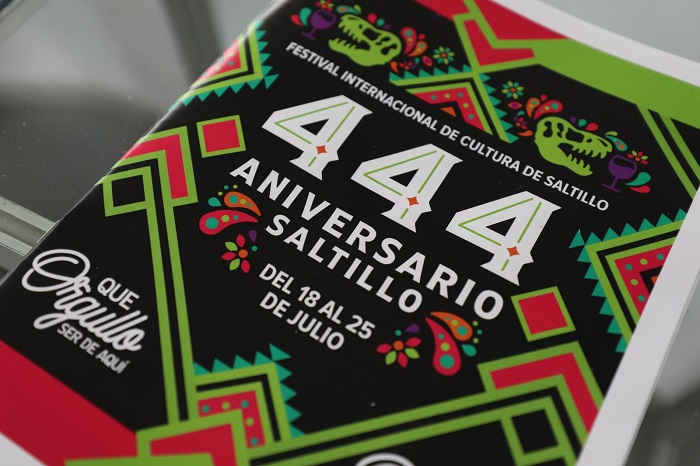 FESTIVAL INTERNACIONAL DE CULTURA DE SALTILLO
444
ANIVERSARIO
SALTILLO
DEL 18 AL 25
DE JULIO
QUE
Orgullo
SER DE AQUÍ